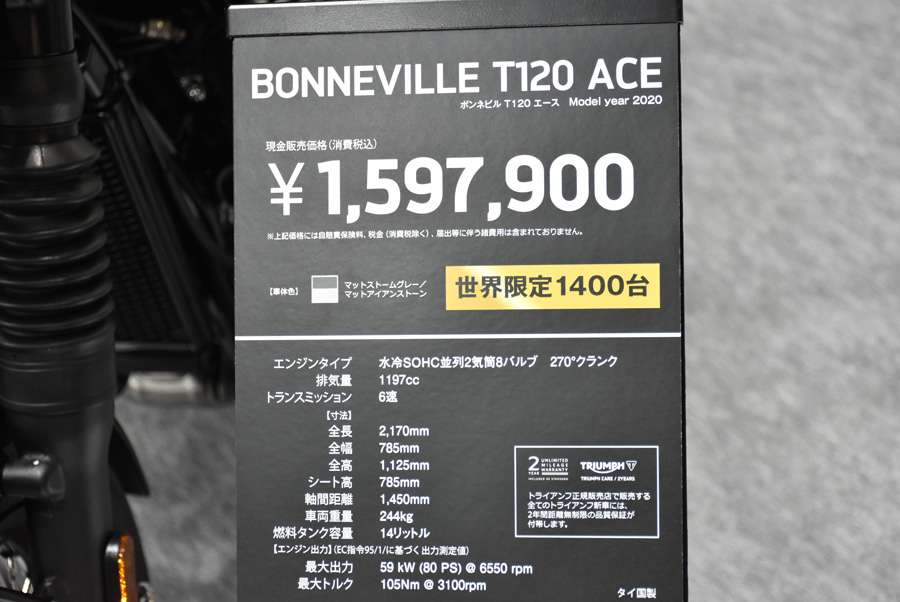 BONNEVILLE T120 ACE
ボンネビル T120 エース Model year 2020
現金販売価格(消費税込)
¥1,597,900
※上記価格には自賠責保険料、税金(消費税除く)、届出等に伴う諸費用は含まれておりません。
【車体色】
マットストームグレー/
マットアイアンストーン
世界限定1400台
エンジンタイプ 水冷SOHC並列2気筒8バルブ 270°クランク
排気量 1197cc
トランスミッション 6速
【寸法】
全長 2,170mm
全幅 785mm
全高 1,125mm
シート高 785mm
軸間距離 1,450mm
車両重量 244kg
燃料タンク容量 14リットル
【エンジン出力】(EC指令95/1/に基づく出力測定値)
最大出力 59 kW (80 PS) @ 6550 rpm
最大トルク 105Nm @ 3100rpm
2 YEAR UNLIMITED MILEAGE WARRANTY
INCLUDED AS STANDARD
TRIUMPH
TRIUMPH CARE / 2YEARS
トライアンフ正規販売店で販売する
全てのトライアンフ新車には、
2年間距離無制限の品質保証が
付帯します。
タイ国製